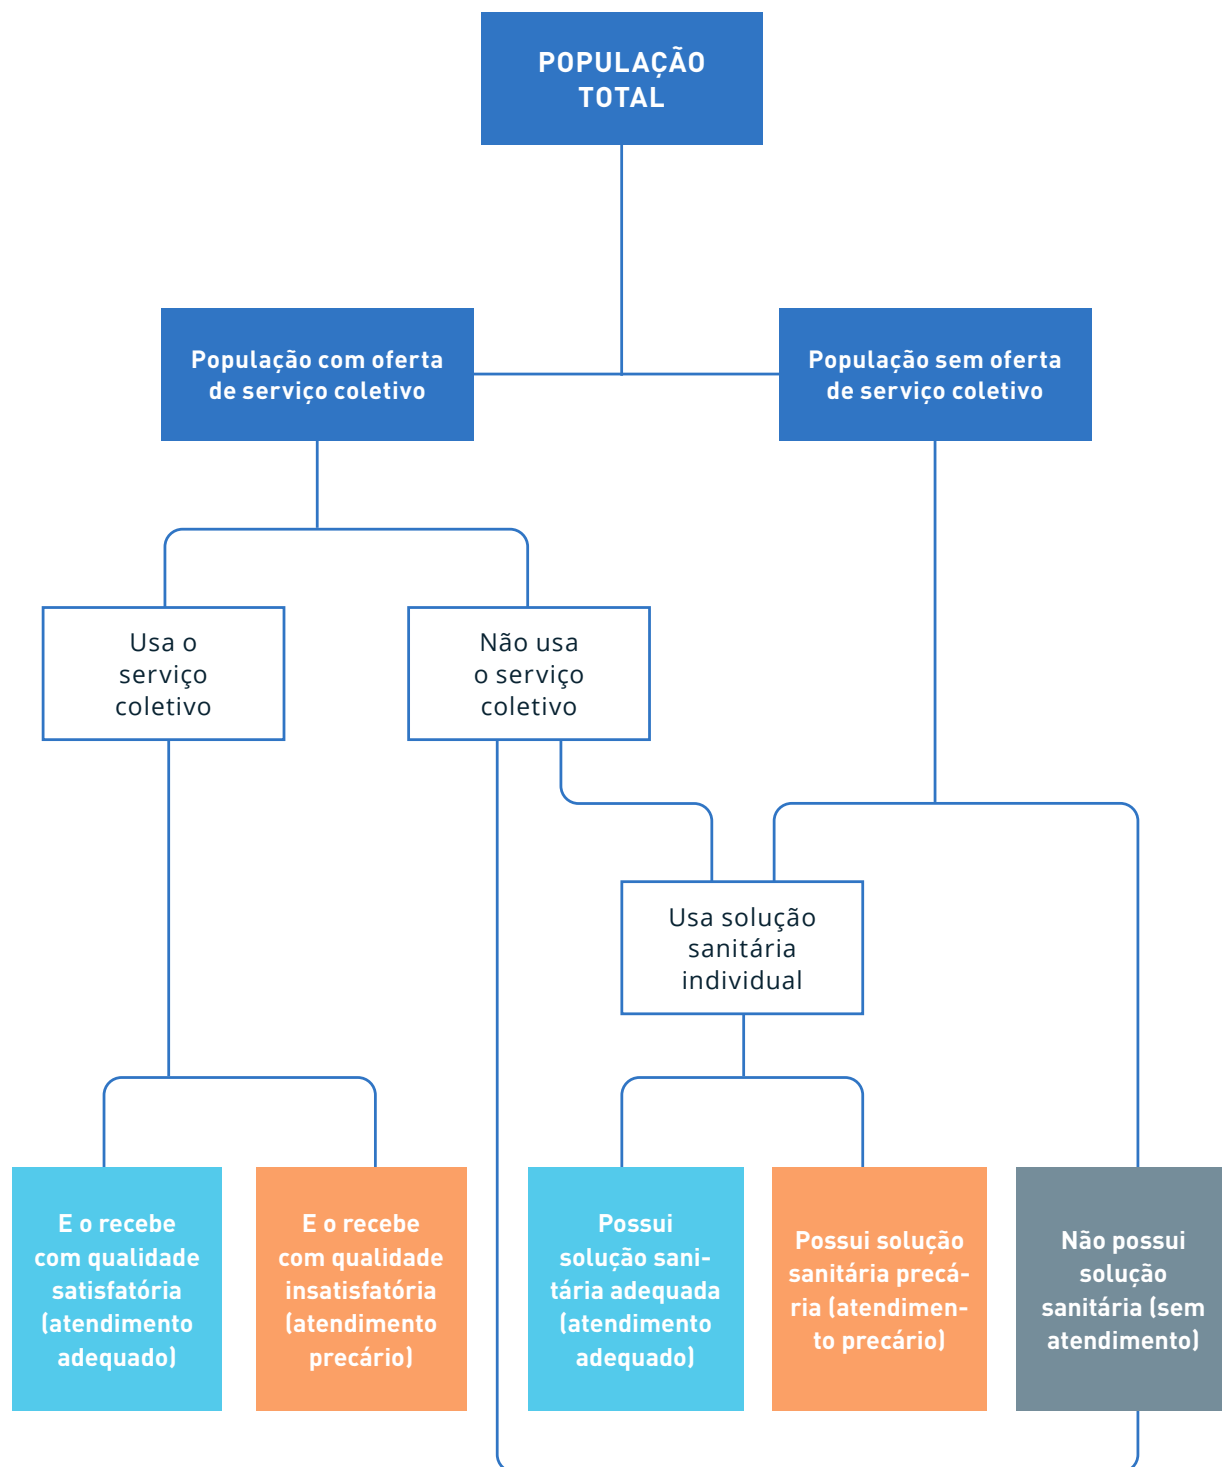 POPULAÇÃO
TOTAL
População com oferta
de serviço coletivo
População sem oferta
de serviço coletivo
Usa o
serviço
coletivo
Não usa
o serviço
coletivo
Usa solução
sanitária
individual
E o recebe
com qualidade
satisfatória
(atendimento
adequado)
E o recebe
com qualidade
insatisfatória
(atendimento
precário)
Possui
solução sani-
tária adequada
(atendimento
adequado)
Possui solução
sanitária precá-
ria (atendimen-
to precário)
Não possui
solução
sanitária (sem
atendimento)